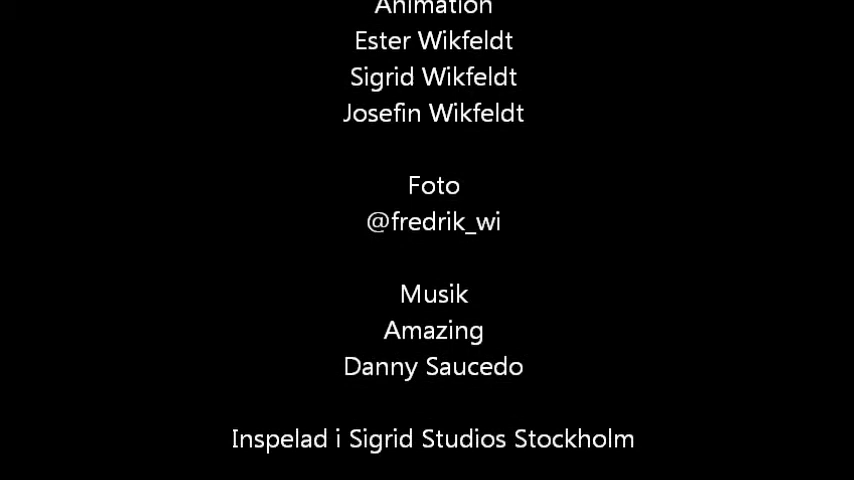 Animation
Ester Wikfeldt
Sigrid Wikfeldt
Josefin Wikfeldt
Foto
@fredrik_wi
Musik
Amazing
Danny Saucedo
Inspelad i Sigrid Studios Stockholm